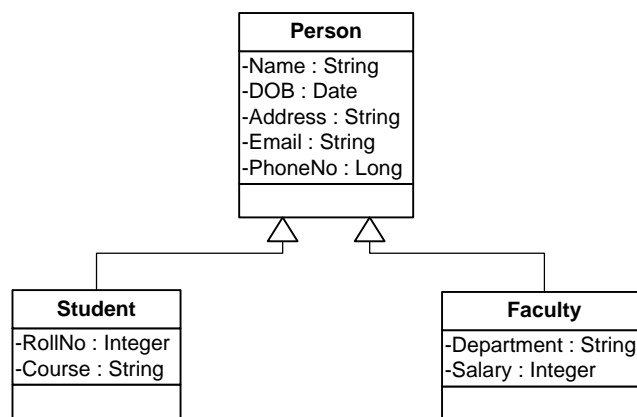 Person
-Name : String
-DOB : Date
-Address : String
-Email : String
-PhoneNo : Long
Student
-RollNo : Integer
-Course : String
Faculty
-Department : String
-Salary : Integer